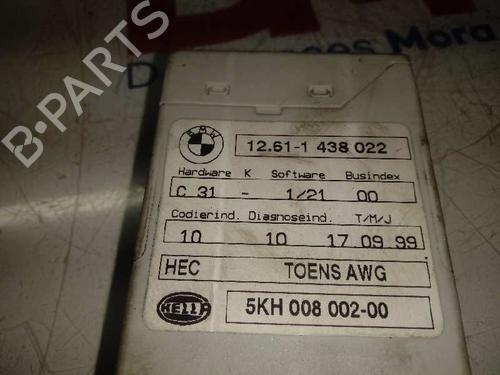 B-PARTS
Mora
BMW
12.61-1 438 022
Hardware K Software Busindex
C 31 - 1/21 00
Codierind. Diagnoseind. T/M/J
10 10 17 09 99
HEC TOENS AWG
HELLA 5KH 008 002-00